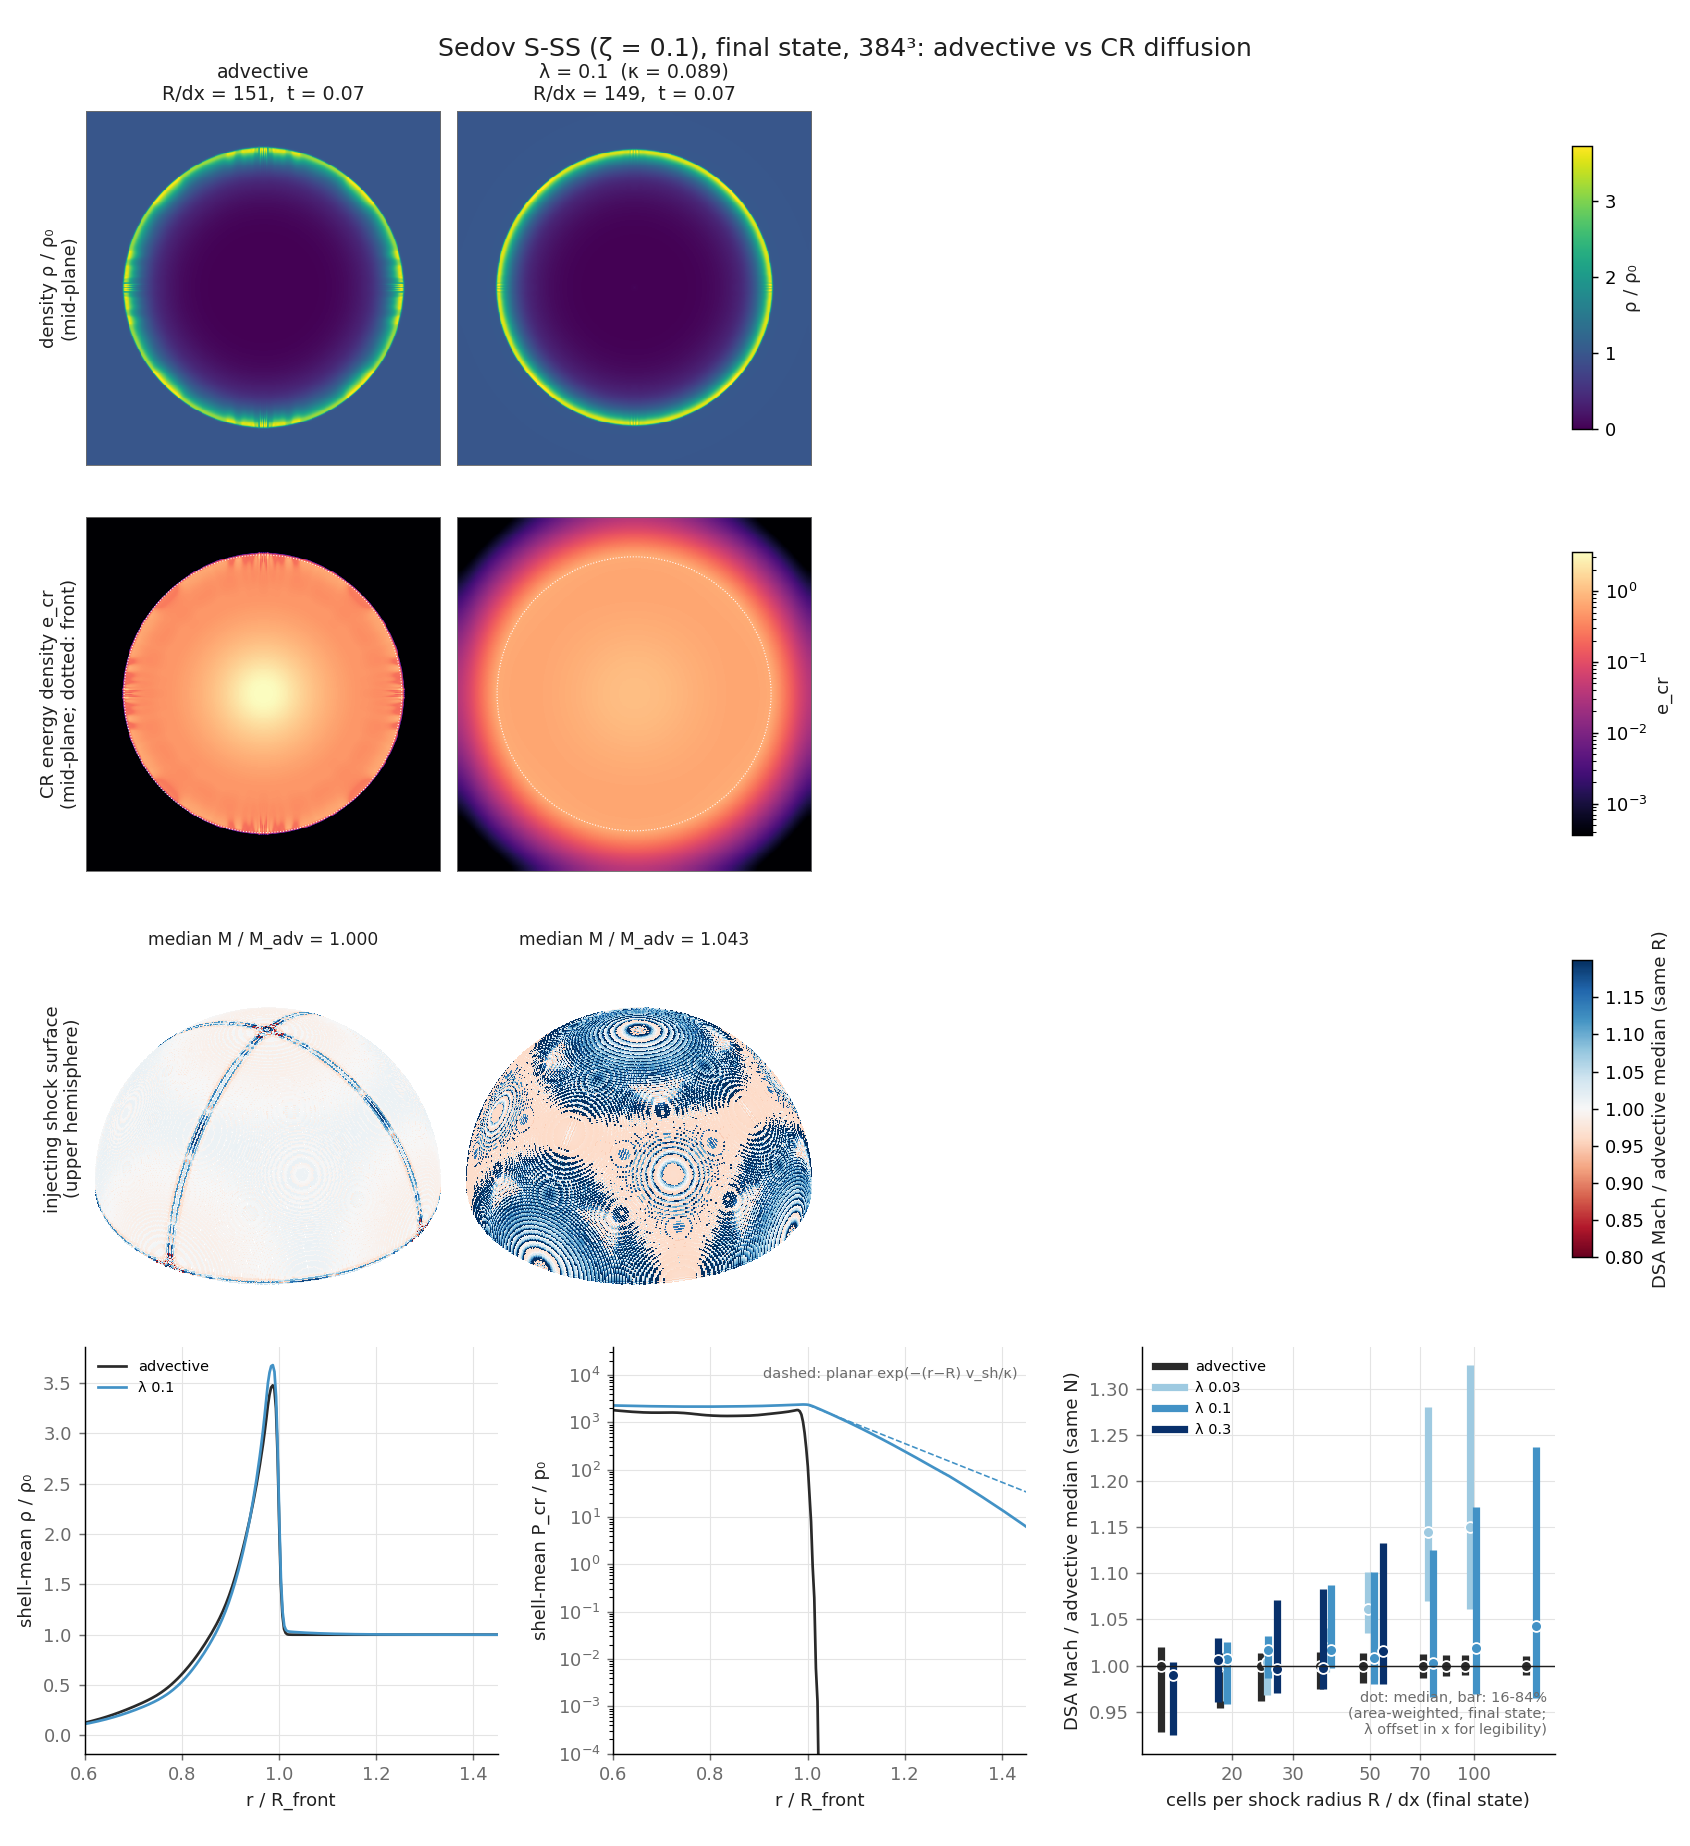 Sedov S-SS (ζ = 0.1), final state, 384³: advective vs CR diffusion
advective
R/dx = 151,  t = 0.07
λ = 0.1  (κ = 0.089)
R/dx = 149,  t = 0.07
density ρ / ρ₀
(mid-plane)
3
2
1
0
ρ / ρ₀
CR energy density e_cr
(mid-plane; dotted: front)
10⁰
10⁻¹
10⁻²
10⁻³
e_cr
median M / M_adv = 1.000
median M / M_adv = 1.043
injecting shock surface
(upper hemisphere)
1.15
1.10
1.05
1.00
0.95
0.90
0.85
0.80
DSA Mach / advective median (same R)
advective
λ 0.1
3.5
3.0
2.5
2.0
1.5
1.0
0.5
0.0
shell-mean ρ / ρ₀
0.6
0.8
1.0
1.2
1.4
r / R_front
dashed: planar exp(−(r−R) v_sh/κ)
10⁴
10³
10²
10¹
10⁰
10⁻¹
10⁻²
10⁻³
10⁻⁴
shell-mean P_cr / p₀
0.6
0.8
1.0
1.2
1.4
r / R_front
advective
λ 0.03
λ 0.1
λ 0.3
1.30
1.25
1.20
1.15
1.10
1.05
1.00
0.95
DSA Mach / advective median (same N)
dot: median, bar: 16-84%
(area-weighted, final state;
λ offset in x for legibility)
20
30
50
70
100
cells per shock radius R / dx (final state)